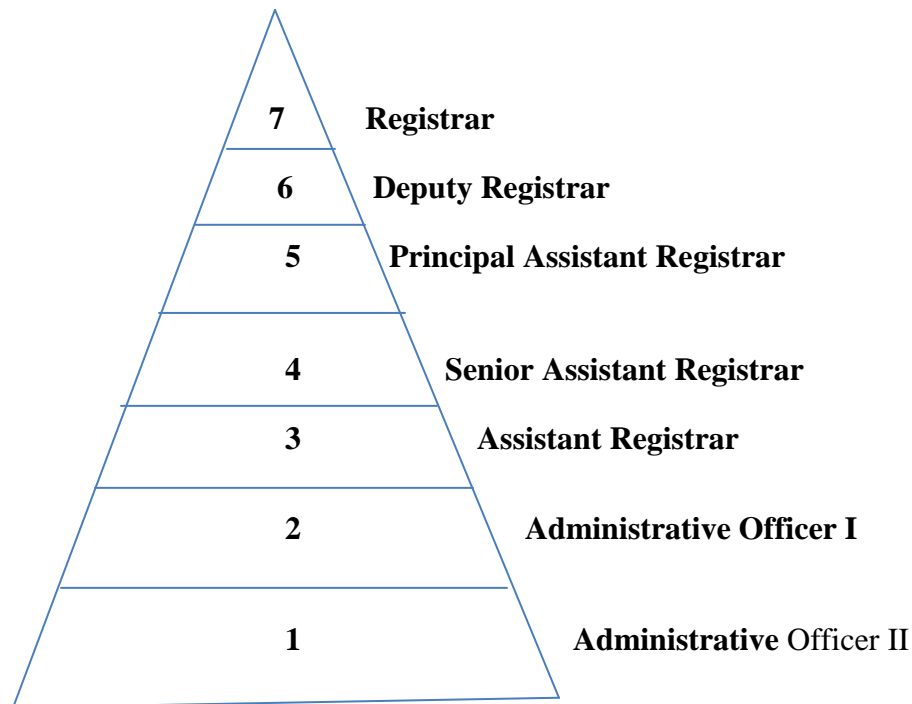 7 Registrar
6 Deputy Registrar
5 Principal Assistant Registrar
4 Senior Assistant Registrar
3 Assistant Registrar
2 Administrative Officer I
1 Administrative Officer II